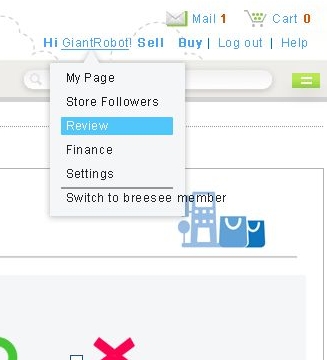 Mail 1 Cart 0
Hi GiantRobot! Sell Buy | Log out | Help
My Page
Store Followers
Review
Finance
Settings
Switch to breesee member